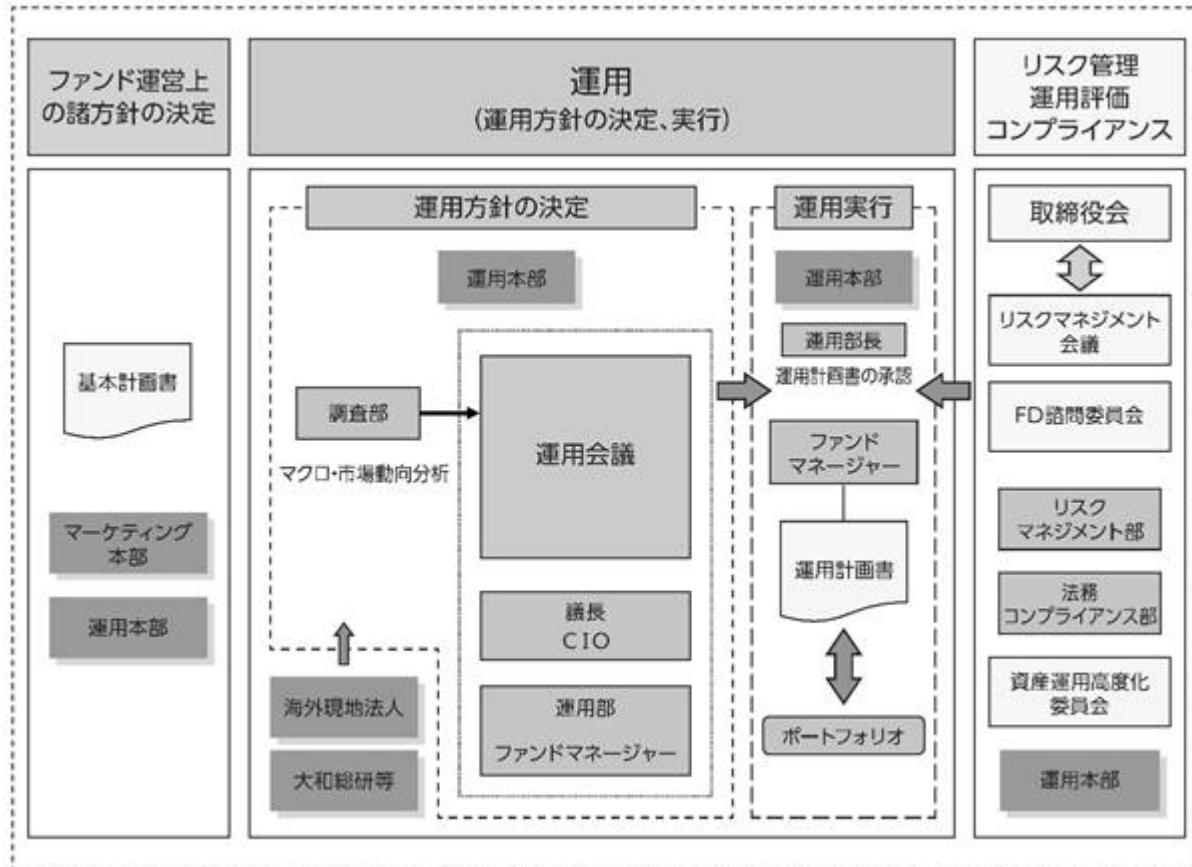 ファンド運営上
の諸方針の決定
運用
(運用方針の決定、実行)
リスク管理
運用評価
コンプライアンス
基本計画書
マーケティング
本部
運用本部
運用方針の決定
運用本部
調査部
マクロ・市場動向分析
運用会議
議長
CIO
運用部
ファンドマネージャー
海外現地法人
大和総研等
運用実行
運用本部
運用部長
運用計画書の承認
ファンド
マネージャー
運用計画書
ポートフォリオ
取締役会
リスクマネジメント
会議
FD諮問委員会
リスク
マネジメント部
法務
コンプライアンス部
資産運用高度化
委員会
運用本部